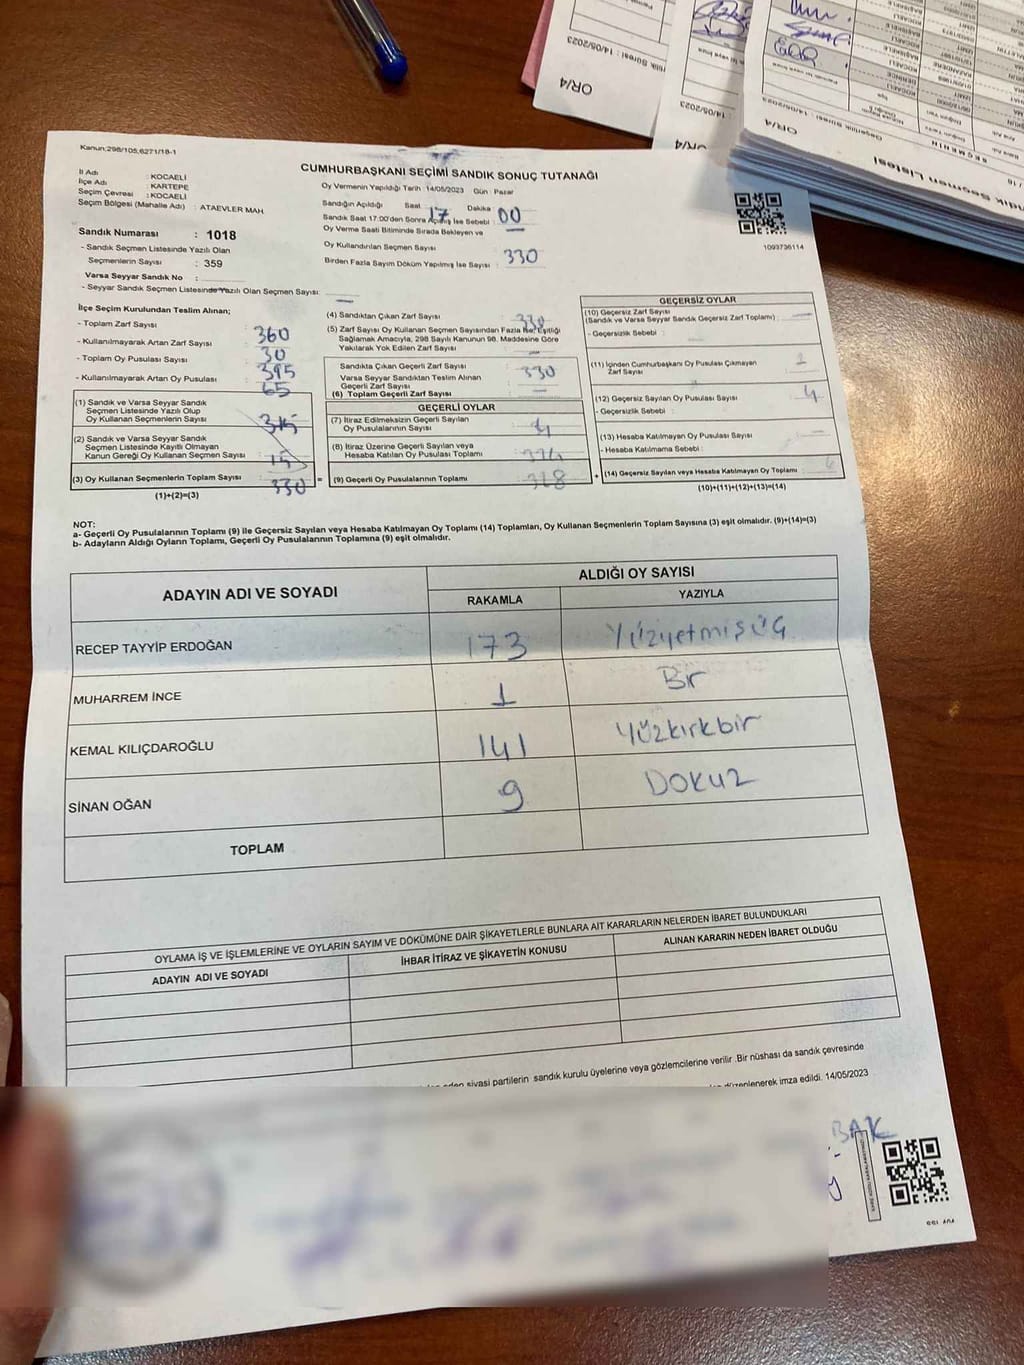 Kanun;298/105;6271/18-1
CUMHURBAŞKANI SEÇİMİ SANDIK SONUÇ TUTANAĞI
İl Adı : KOCAELİ
İlçe Adı : KARTEPE
Seçim Çevresi : KOCAELİ
Seçim Bölgesi (Mahalle Adı) : ATAEVLER MAH
Sandık Numarası : 1018
- Sandık Seçmen Listesinde Yazılı Olan
Seçmenlerin Sayısı : 359
Varsa Seyyar Sandık No :
- Seyyar Sandık Seçmen Listesinde Yazılı Olan Seçmen Sayısı:
Oy Vermenin Yapıldığı Tarih :14/05/2023 Gün : Pazar
Sandığın Açıldığı Saat : 17 Dakika : 00
Sandık Saat 17:00'den Sonra Açılmış İse Sebebi :
Oy Verme Saati Bitiminde Sırada Bekleyen ve
Oy Kullandırılan Seçmen Sayısı : 330
Birden Fazla Sayım Döküm Yapılmış İse Sayısı :
1093736114
İlçe Seçim Kurulundan Teslim Alınan;
- Toplam Zarf Sayısı : 360
- Kullanılmayarak Artan Zarf Sayısı : 30
- Toplam Oy Pusulası Sayısı : 395
- Kullanılmayarak Artan Oy Pusulası : 65
(1) Sandık ve Varsa Seyyar Sandık
Seçmen Listesinde Yazılı Olup
Oy Kullanan Seçmenlerin Sayısı : 315
(2) Sandık ve Varsa Seyyar Sandık
Seçmen Listesinde Kayıtlı Olmayan
Kanun Gereği Oy Kullanan Seçmen Sayısı : 15
(3) Oy Kullanan Seçmenlerin Toplam Sayısı : 330
(1)+(2)=(3)
(4) Sandıktan Çıkan Zarf Sayısı : 330
(5) Zarf Sayısı Oy Kullanan Seçmen Sayısından Fazla İse, Eşitliği
Sağlamak Amacıyla, 298 Sayılı Kanunun 98. Maddesine Göre
Yakılarak Yok Edilen Zarf Sayısı
Sandıkta Çıkan Geçerli Zarf Sayısı : 330
Varsa Seyyar Sandıktan Teslim Alınan
Geçerli Zarf Sayısı
(6) Toplam Geçerli Zarf Sayısı :
GEÇERLİ OYLAR
(7) İtiraz Edilmeksizin Geçerli Sayılan
Oy Pusulalarının Sayısı :
(8) İtiraz Üzerine Geçerli Sayılan veya
Hesaba Katılan Oy Pusulası Toplamı : 324
(9) Geçerli Oy Pusulalarının Toplamı :
GEÇERSİZ OYLAR
(10) Geçersiz Zarf Sayısı
(Sandık ve Varsa Seyyar Sandık Geçersiz Zarf Toplamı) :
- Geçersizlik Sebebi :
(11) İçinden Cumhurbaşkanı Oy Pusulası Çıkmayan
Zarf Sayısı :
(12) Geçersiz Sayılan Oy Pusulası Sayısı : 4
- Geçersizlik Sebebi :
(13) Hesaba Katılmayan Oy Pusulası Sayısı :
- Hesaba Katılmama Sebebi :
(14) Geçersiz Sayılan veya Hesaba Katılmayan Oy Toplamı : 6
(10)+(11)+(12)+(13)=(14)
NOT:
a- Geçerli Oy Pusulalarının Toplamı (9) ile Geçersiz Sayılan veya Hesaba Katılmayan Oy Toplamı (14) Toplamları, Oy Kullanan Seçmenlerin Toplam Sayısına (3) eşit olmalıdır. (9)+(14)=(3)
b- Adayların Aldığı Oyların Toplamı, Geçerli Oy Pusulalarının Toplamına (9) eşit olmalıdır.
ADAYIN ADI VE SOYADI
ALDIĞI OY SAYISI
RAKAMLA YAZIYLA
RECEP TAYYİP ERDOĞAN 173 Yüzyetmişüç
MUHARREM İNCE 1 Bir
KEMAL KILIÇDAROĞLU 141 Yüzkırkbir
SİNAN OĞAN 9 Dokuz
TOPLAM
OYLAMA İŞ VE İŞLEMLERİNE VE OYLARIN SAYIM VE DÖKÜMÜNE DAİR ŞİKAYETLERLE BUNLARA AİT KARARLARIN NELERDEN İBARET BULUNDUKLARI
ADAYIN ADI VE SOYADI İHBAR İTİRAZ VE ŞİKAYETİN KONUSU ALINAN KARARIN NEDEN İBARET OLDUĞU
eden siyasi partilerin sandık kurulu üyelerine veya gözlemcilerine verilir .Bir nüshası da sandık çevresinde
düzenlenerek imza edildi. 14/05/2023